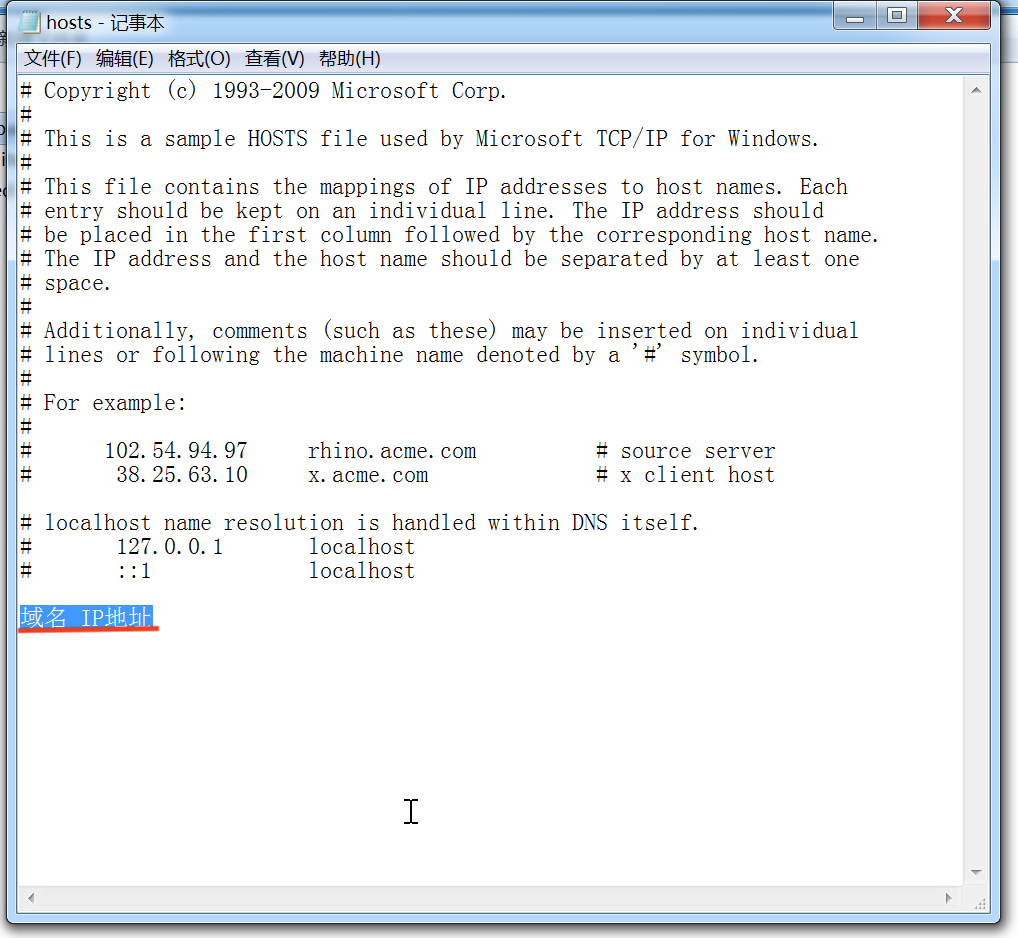 hosts - 记事本
文件(F) 编辑(E) 格式(O) 查看(V) 帮助(H)
# Copyright (c) 1993-2009 Microsoft Corp.
#
# This is a sample HOSTS file used by Microsoft TCP/IP for Windows.
#
# This file contains the mappings of IP addresses to host names. Each
# entry should be kept on an individual line. The IP address should
# be placed in the first column followed by the corresponding host name.
# The IP address and the host name should be separated by at least one
# space.
#
# Additionally, comments (such as these) may be inserted on individual
# lines or following the machine name denoted by a '#' symbol.
#
# For example:
#
# 102.54.94.97 rhino.acme.com # source server
# 38.25.63.10 x.acme.com # x client host
# localhost name resolution is handled within DNS itself.
# 127.0.0.1 localhost
# ::1 localhost
域名 IP地址